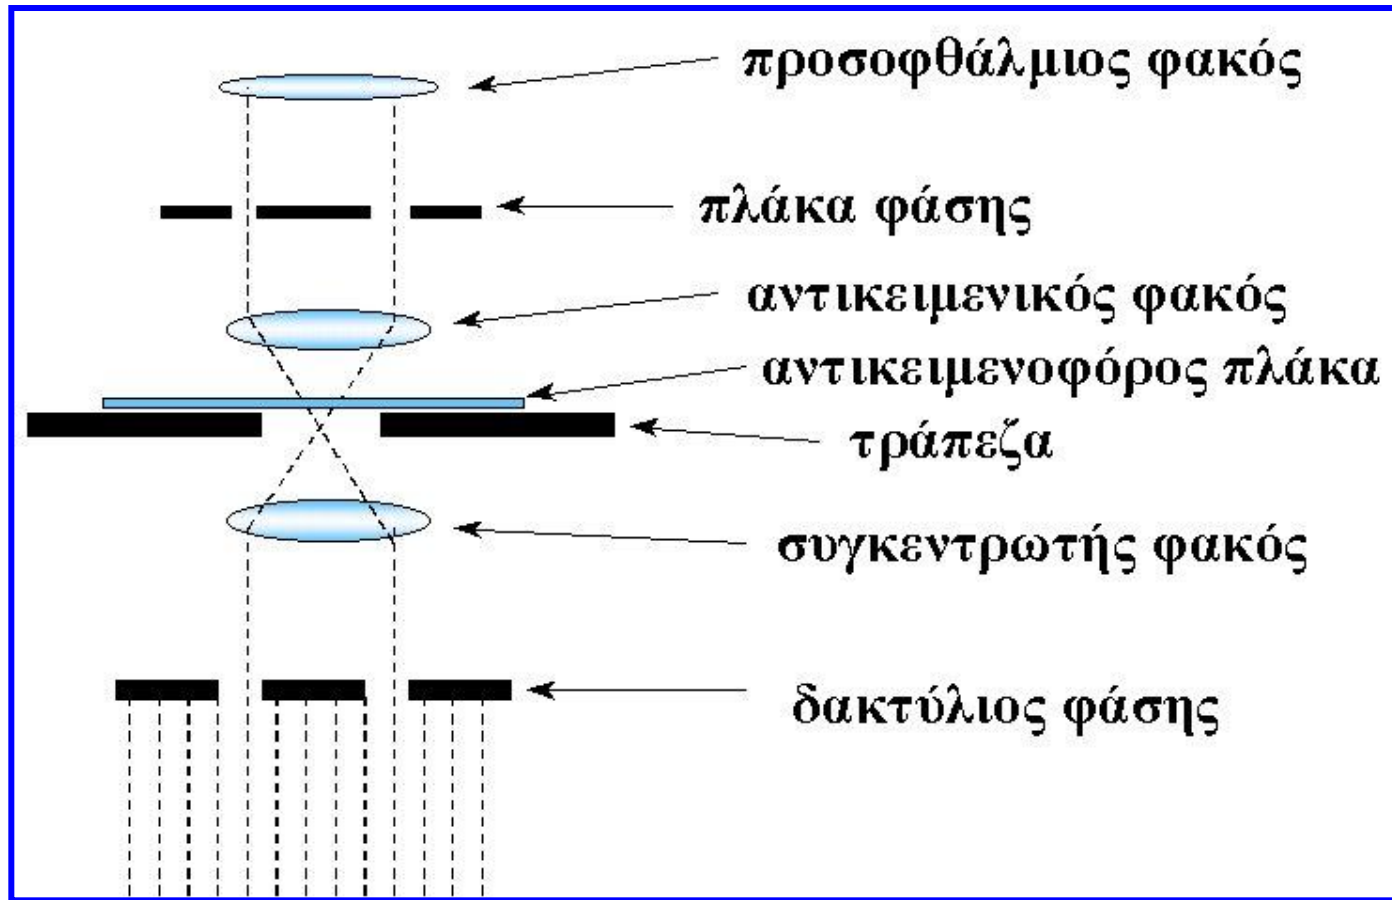 προσοφθάλμιος φακός
πλάκα φάσης
αντικειμενικός φακός
αντικειμενοφόρος πλάκα
τράπεζα
συγκεντρωτής φακός
δακτύλιος φάσης